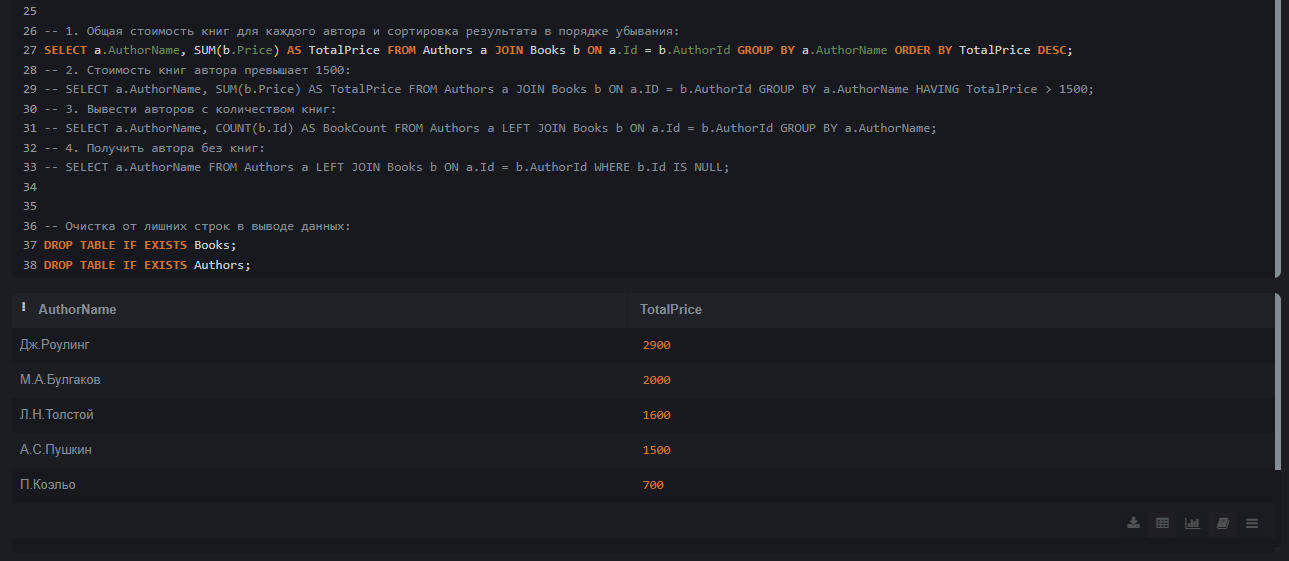 25
26 -- 1. Общая стоимость книг для каждого автора и сортировка результата в порядке убывания:
27 SELECT a.AuthorName, SUM(b.Price) AS TotalPrice FROM Authors a JOIN Books b ON a.Id = b.AuthorId GROUP BY a.AuthorName ORDER BY TotalPrice DESC;
28 -- 2. Стоимость книг автора превышает 1500:
29 -- SELECT a.AuthorName, SUM(b.Price) AS TotalPrice FROM Authors a JOIN Books b ON a.ID = b.AuthorId GROUP BY a.AuthorName HAVING TotalPrice > 1500;
30 -- 3. Вывести авторов с количеством книг:
31 -- SELECT a.AuthorName, COUNT(b.Id) AS BookCount FROM Authors a LEFT JOIN Books b ON a.Id = b.AuthorId GROUP BY a.AuthorName;
32 -- 4. Получить автора без книг:
33 -- SELECT a.AuthorName FROM Authors a LEFT JOIN Books b ON a.Id = b.AuthorId WHERE b.Id IS NULL;
34
35
36 -- Очистка от лишних строк в выводе данных:
37 DROP TABLE IF EXISTS Books;
38 DROP TABLE IF EXISTS Authors;
AuthorName TotalPrice
Дж.Роулинг 2900
М.А.Булгаков 2000
Л.Н.Толстой 1600
А.С.Пушкин 1500
П.Коэльо 700